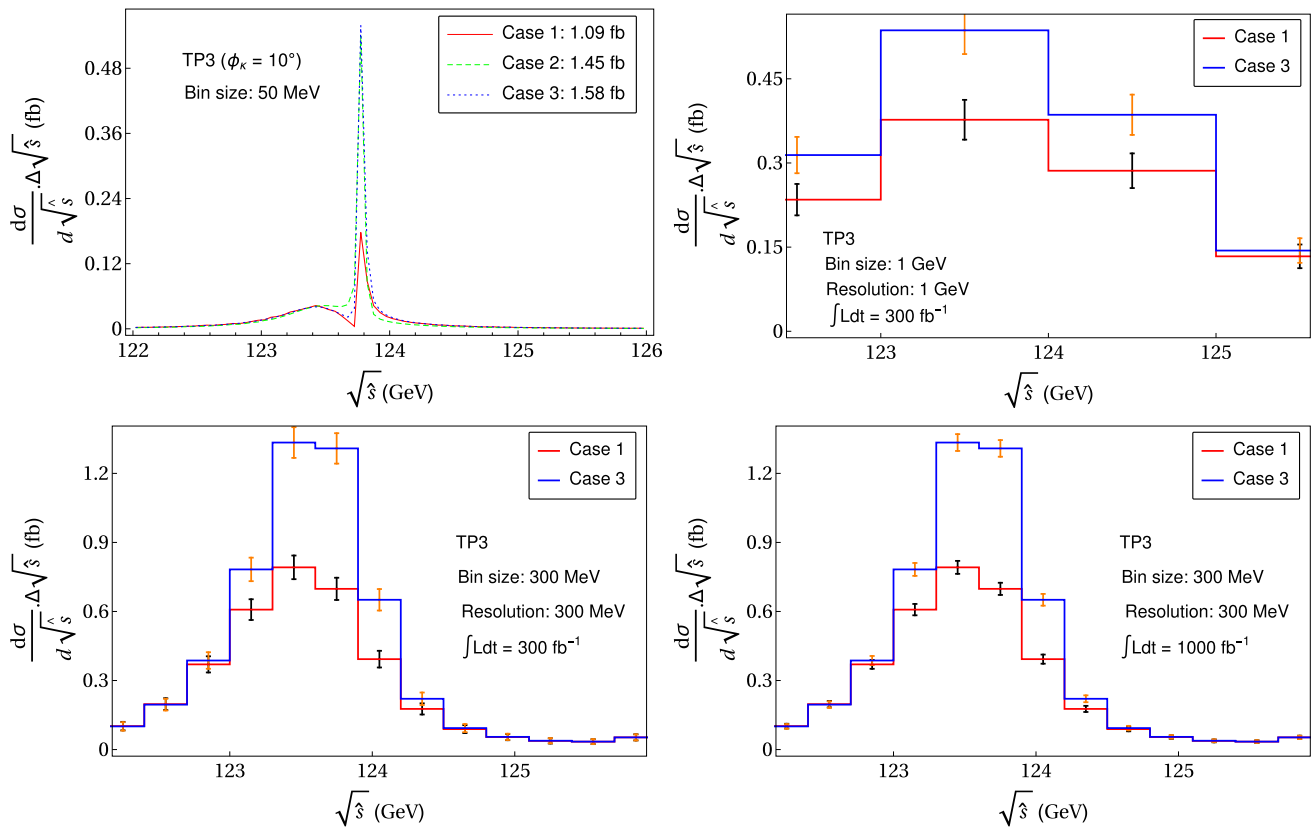 TP3 (ϕκ = 10°)
Bin size: 50 MeV
Case 1: 1.09 fb
Case 2: 1.45 fb
Case 3: 1.58 fb
dσ/d√ŝ .Δ√ŝ (fb)
0.48
0.36
0.24
0.12
0
122
123
124
125
126
√ŝ (GeV)
Case 1
Case 3
TP3
Bin size: 1 GeV
Resolution: 1 GeV
∫Ldt = 300 fb⁻¹
dσ/d√ŝ .Δ√ŝ (fb)
0.45
0.3
0.15
0
123
124
125
√ŝ (GeV)
Case 1
Case 3
TP3
Bin size: 300 MeV
Resolution: 300 MeV
∫Ldt = 300 fb⁻¹
dσ/d√ŝ .Δ√ŝ (fb)
1.2
0.9
0.6
0.3
0
123
124
125
√ŝ (GeV)
Case 1
Case 3
TP3
Bin size: 300 MeV
Resolution: 300 MeV
∫Ldt = 1000 fb⁻¹
dσ/d√ŝ .Δ√ŝ (fb)
1.2
0.9
0.6
0.3
0
123
124
125
√ŝ (GeV)